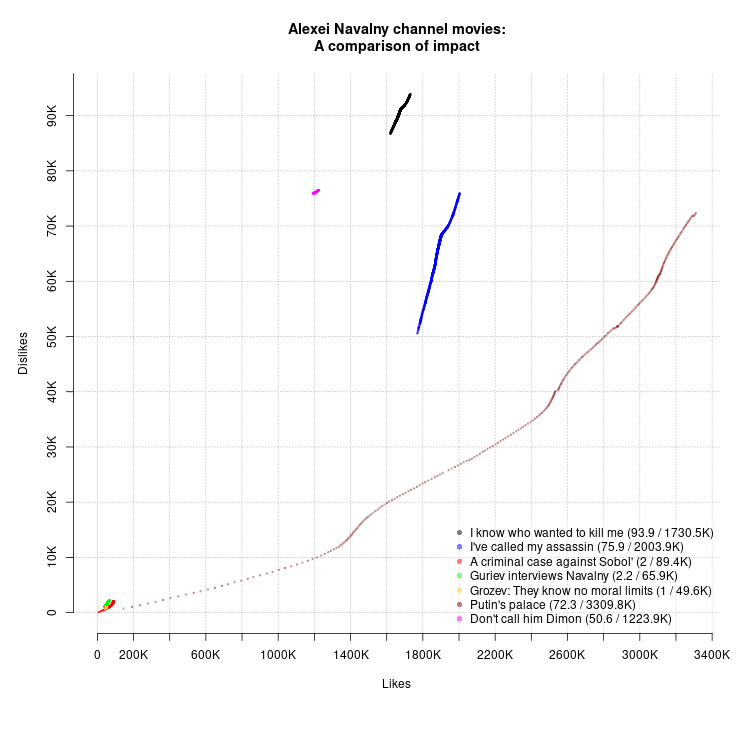 Alexei Navalny channel movies:
A comparison of impact
Dislikes
90K
80K
70K
60K
50K
40K
30K
20K
10K
0
I know who wanted to kill me (93.9 / 1730.5K)
I've called my assassin (75.9 / 2003.9K)
A criminal case against Sobol' (2 / 89.4K)
Guriev interviews Navalny (2.2 / 65.9K)
Grozev: They know no moral limits (1 / 49.6K)
Putin's palace (72.3 / 3309.8K)
Don't call him Dimon (50.6 / 1223.9K)
0 200K 600K 1000K 1400K 1800K 2200K 2600K 3000K 3400K
Likes